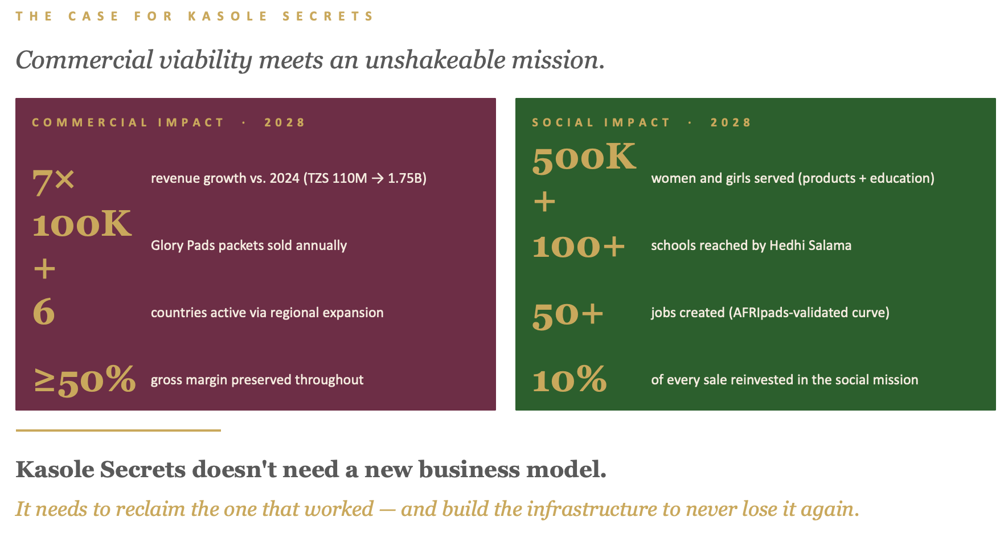 THE CASE FOR KASOLE SECRETS
Commercial viability meets an unshakeable mission.
COMMERCIAL IMPACT · 2028
7×
revenue growth vs. 2024 (TZS 110M → 1.75B)
100K
+
Glory Pads packets sold annually
6
countries active via regional expansion
≥50%
gross margin preserved throughout
SOCIAL IMPACT · 2028
500K
+
women and girls served (products + education)
100+
schools reached by Hedhi Salama
50+
jobs created (AFRIpads-validated curve)
10%
of every sale reinvested in the social mission
Kasole Secrets doesn't need a new business model.
It needs to reclaim the one that worked — and build the infrastructure to never lose it again.